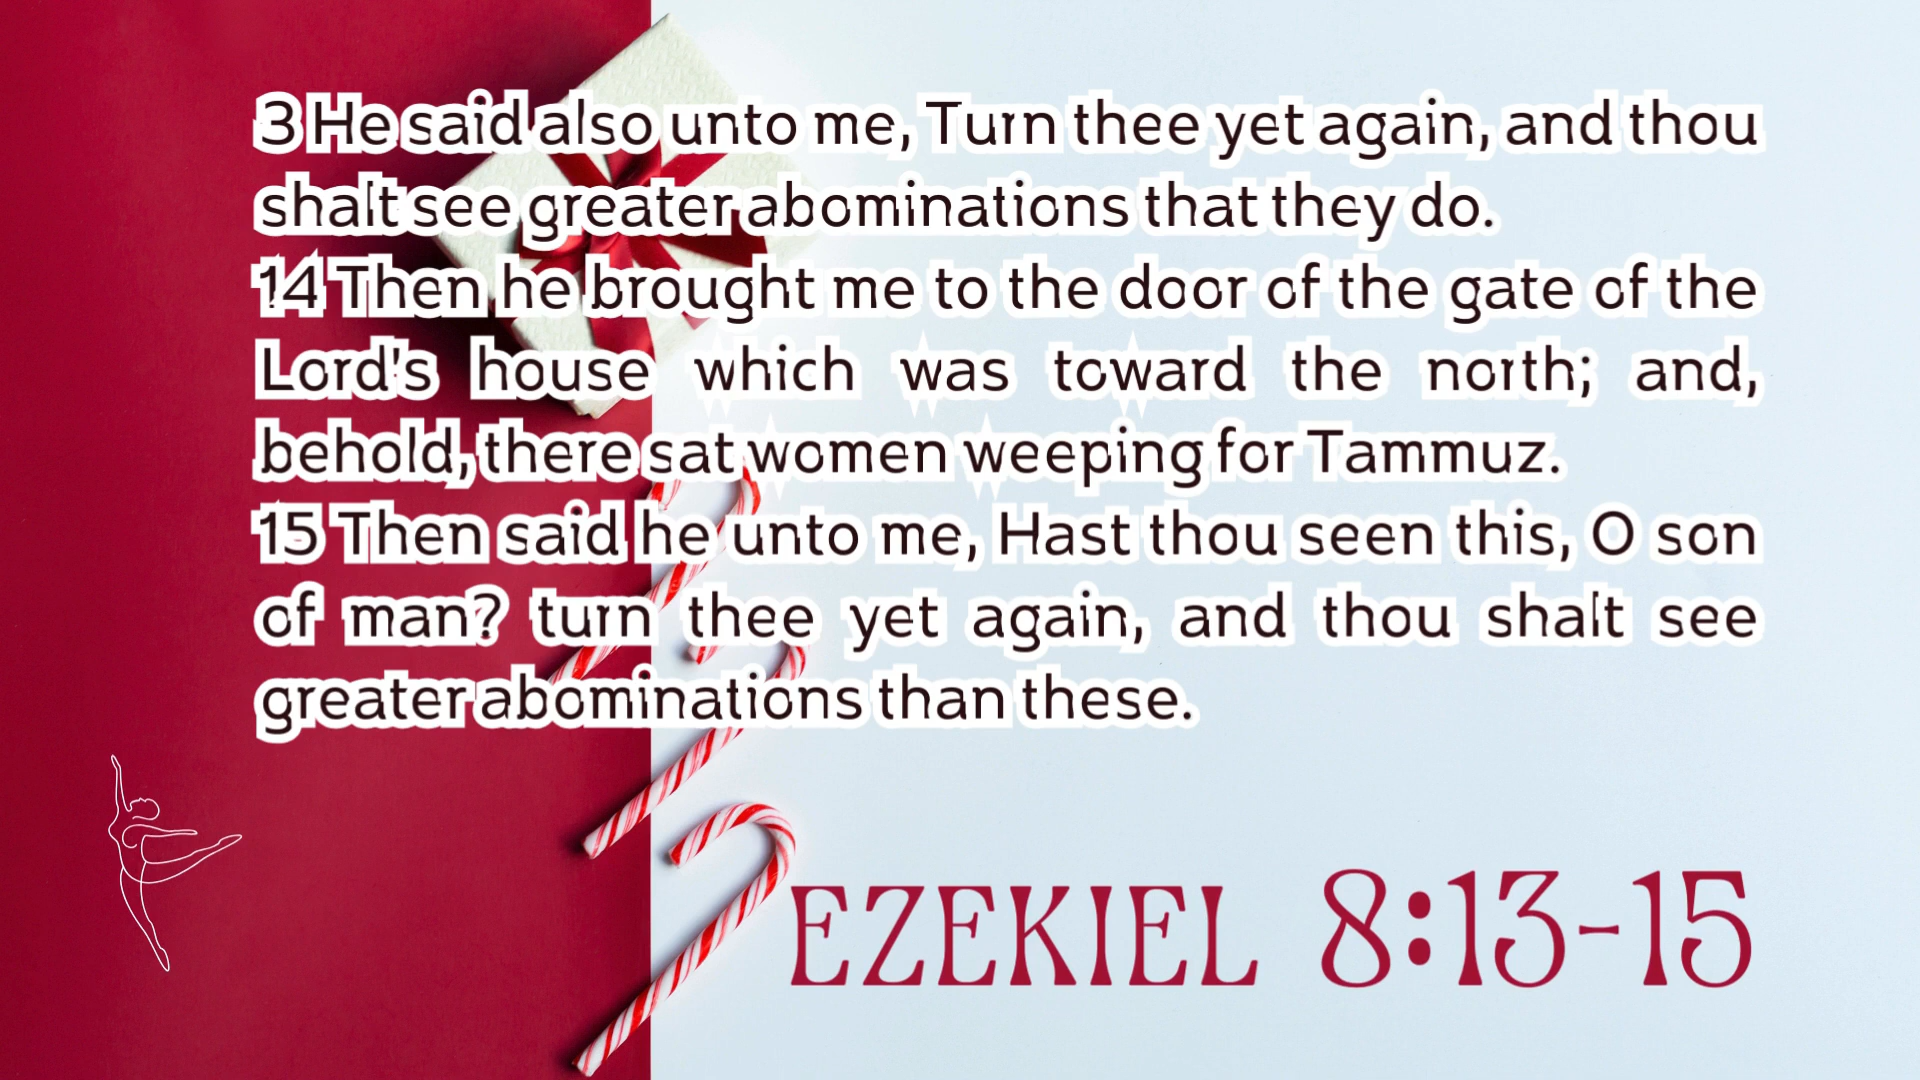 3 He said also unto me, Turn thee yet again, and thou
shalt see greater abominations that they do.
14 Then he brought me to the door of the gate of the
Lord's house which was toward the north; and,
behold, there sat women weeping for Tammuz.
15 Then said he unto me, Hast thou seen this, O son
of man? turn thee yet again, and thou shalt see
greater abominations than these.
EZEKIEL 8:13-15